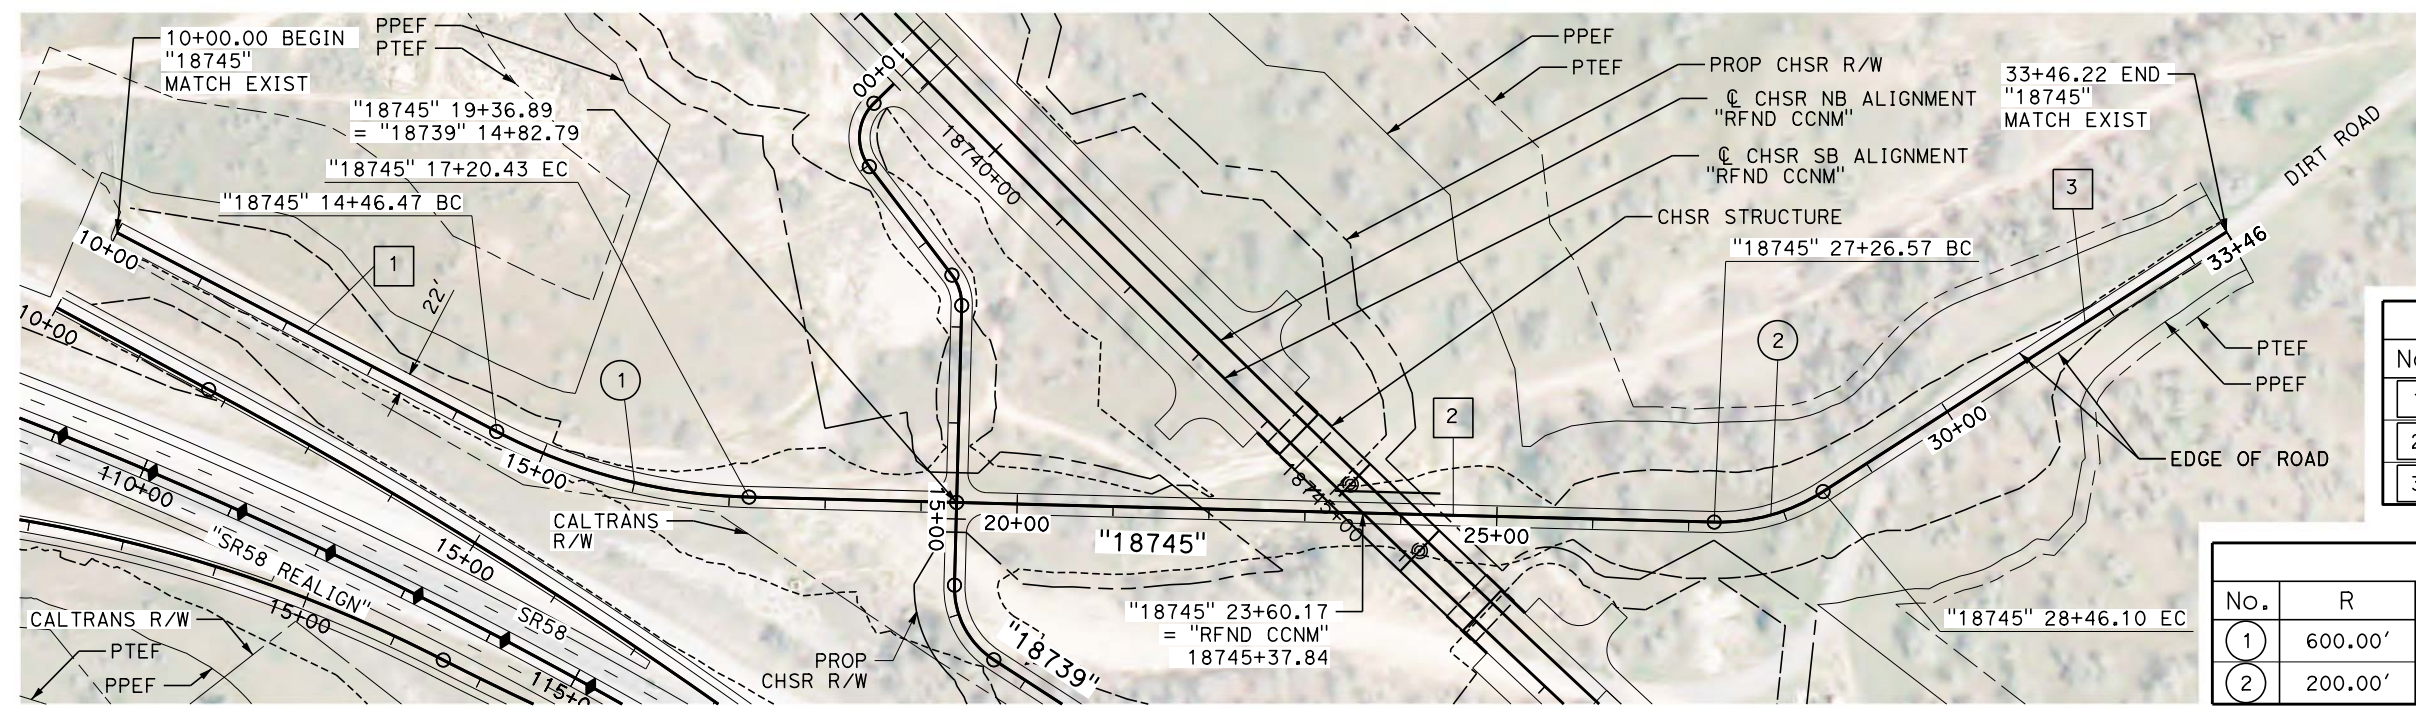 10+00.00 BEGIN
"18745"
MATCH EXIST
PPEF
PTEF
"18745" 19+36.89
= "18739" 14+82.79
"18745" 17+20.43 EC
"18745" 14+46.47 BC
10+00
10+00
1
22'
1
10+00
18740+00
PPEF
PTEF
PROP CHSR R/W
℄ CHSR NB ALIGNMENT
"RFND CCNM"
℄ CHSR SB ALIGNMENT
"RFND CCNM"
CHSR STRUCTURE
33+46.22 END
"18745"
MATCH EXIST
DIRT ROAD
3
"18745" 27+26.57 BC
33+46
2
2
PTEF
PPEF
30+00
EDGE OF ROAD
15+00
110+00
"SR58 REALIGN"
15+00
15+00
SR58
115+0
CALTRANS
R/W
15+00
20+00
"18745"
18745+00
25+00
"18745" 23+60.17
= "RFND CCNM"
18745+37.84
"18745" 28+46.10 EC
CALTRANS R/W
PTEF
PPEF
PROP
CHSR R/W
"18739"
No. R
1 600.00'
2 200.00'